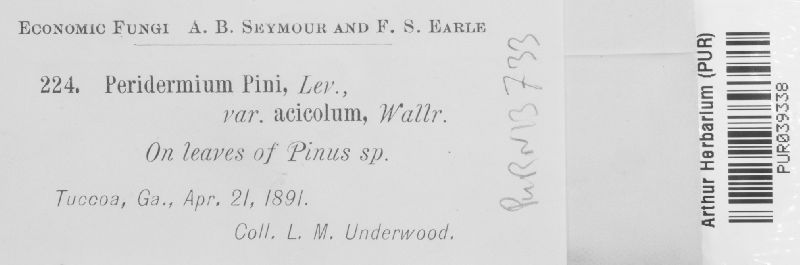 Economic Fungi A. B. Seymour and F. S. Earle
224. Peridermium Pini, Lev.,
var. acicolum, Wallr.
On leaves of Pinus sp.
Tuccoa, Ga., Apr. 21, 1891.
Coll. L. M. Underwood.
PURN13733
Arthur Herbarium (PUR)
PUR039338